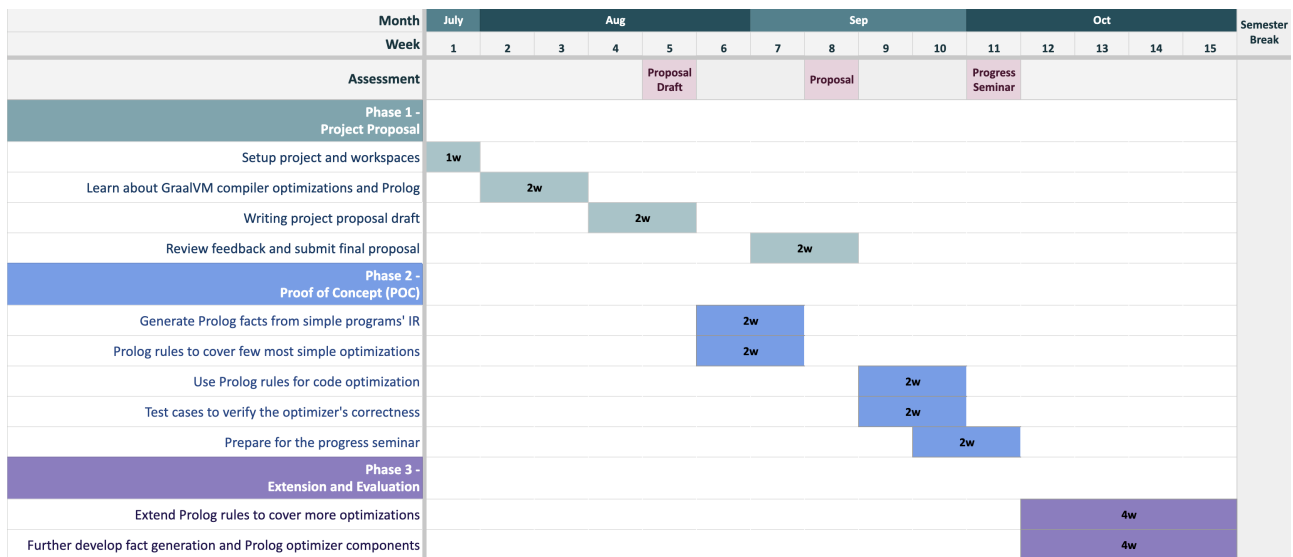 Month July Aug Sep Oct Semester Break
Week 1 2 3 4 5 6 7 8 9 10 11 12 13 14 15
Assessment Proposal Draft Proposal Progress Seminar
Phase 1 -
Project Proposal
Setup project and workspaces 1w
Learn about GraalVM compiler optimizations and Prolog 2w
Writing project proposal draft 2w
Review feedback and submit final proposal 2w
Phase 2 -
Proof of Concept (POC)
Generate Prolog facts from simple programs' IR 2w
Prolog rules to cover few most simple optimizations 2w
Use Prolog rules for code optimization 2w
Test cases to verify the optimizer's correctness 2w
Prepare for the progress seminar 2w
Phase 3 -
Extension and Evaluation
Extend Prolog rules to cover more optimizations 4w
Further develop fact generation and Prolog optimizer components 4w